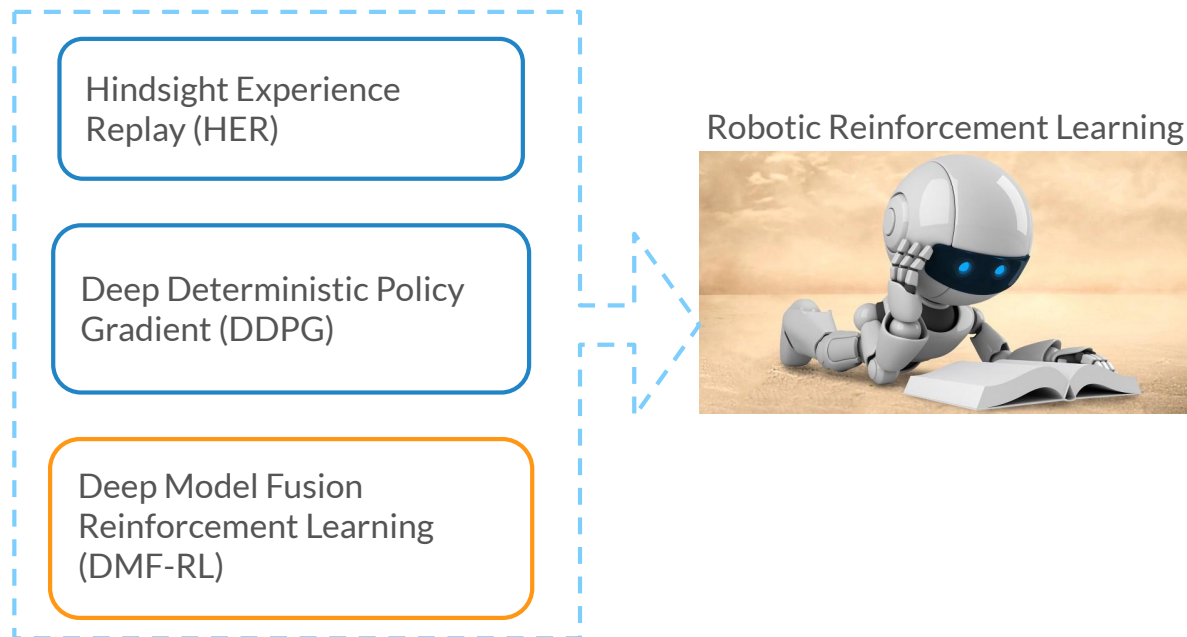 Hindsight Experience
Replay (HER)
Deep Deterministic Policy
Gradient (DDPG)
Deep Model Fusion
Reinforcement Learning
(DMF-RL)
Robotic Reinforcement Learning